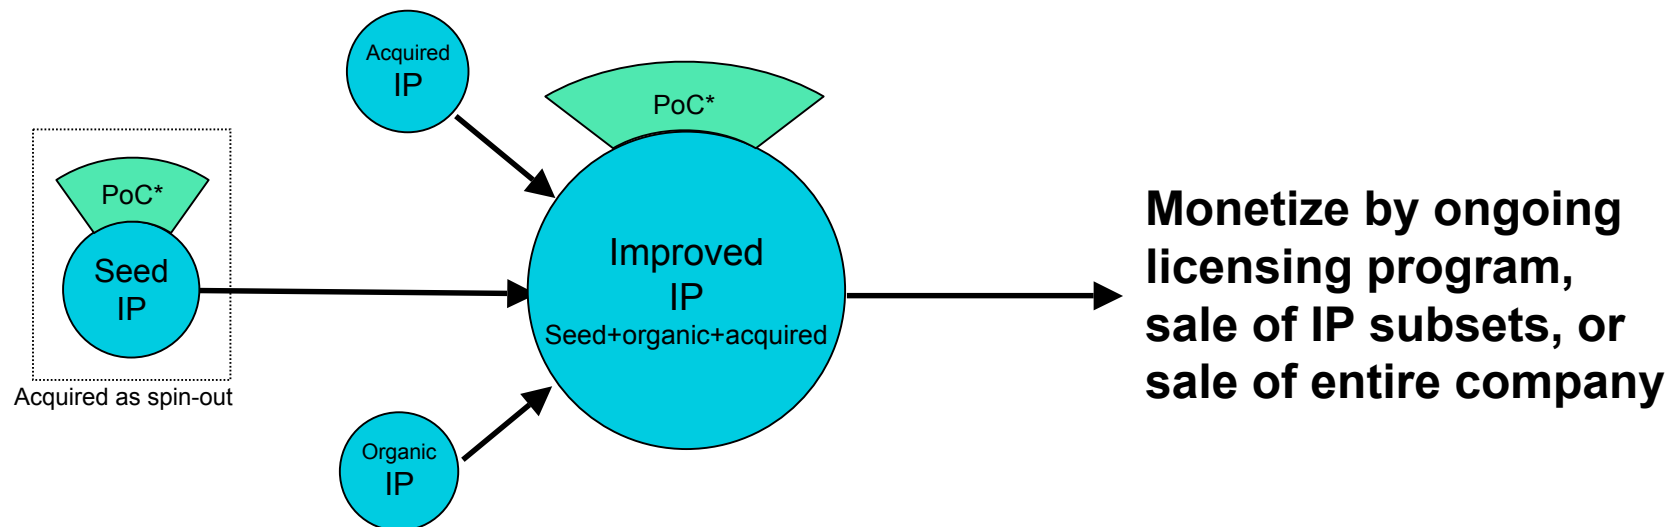 Acquired
IP
PoC*
PoC*
Seed
IP
Acquired as spin-out
Improved
IP
Seed+organic+acquired
Organic
IP
Monetize by ongoing
licensing program,
sale of IP subsets, or
sale of entire company